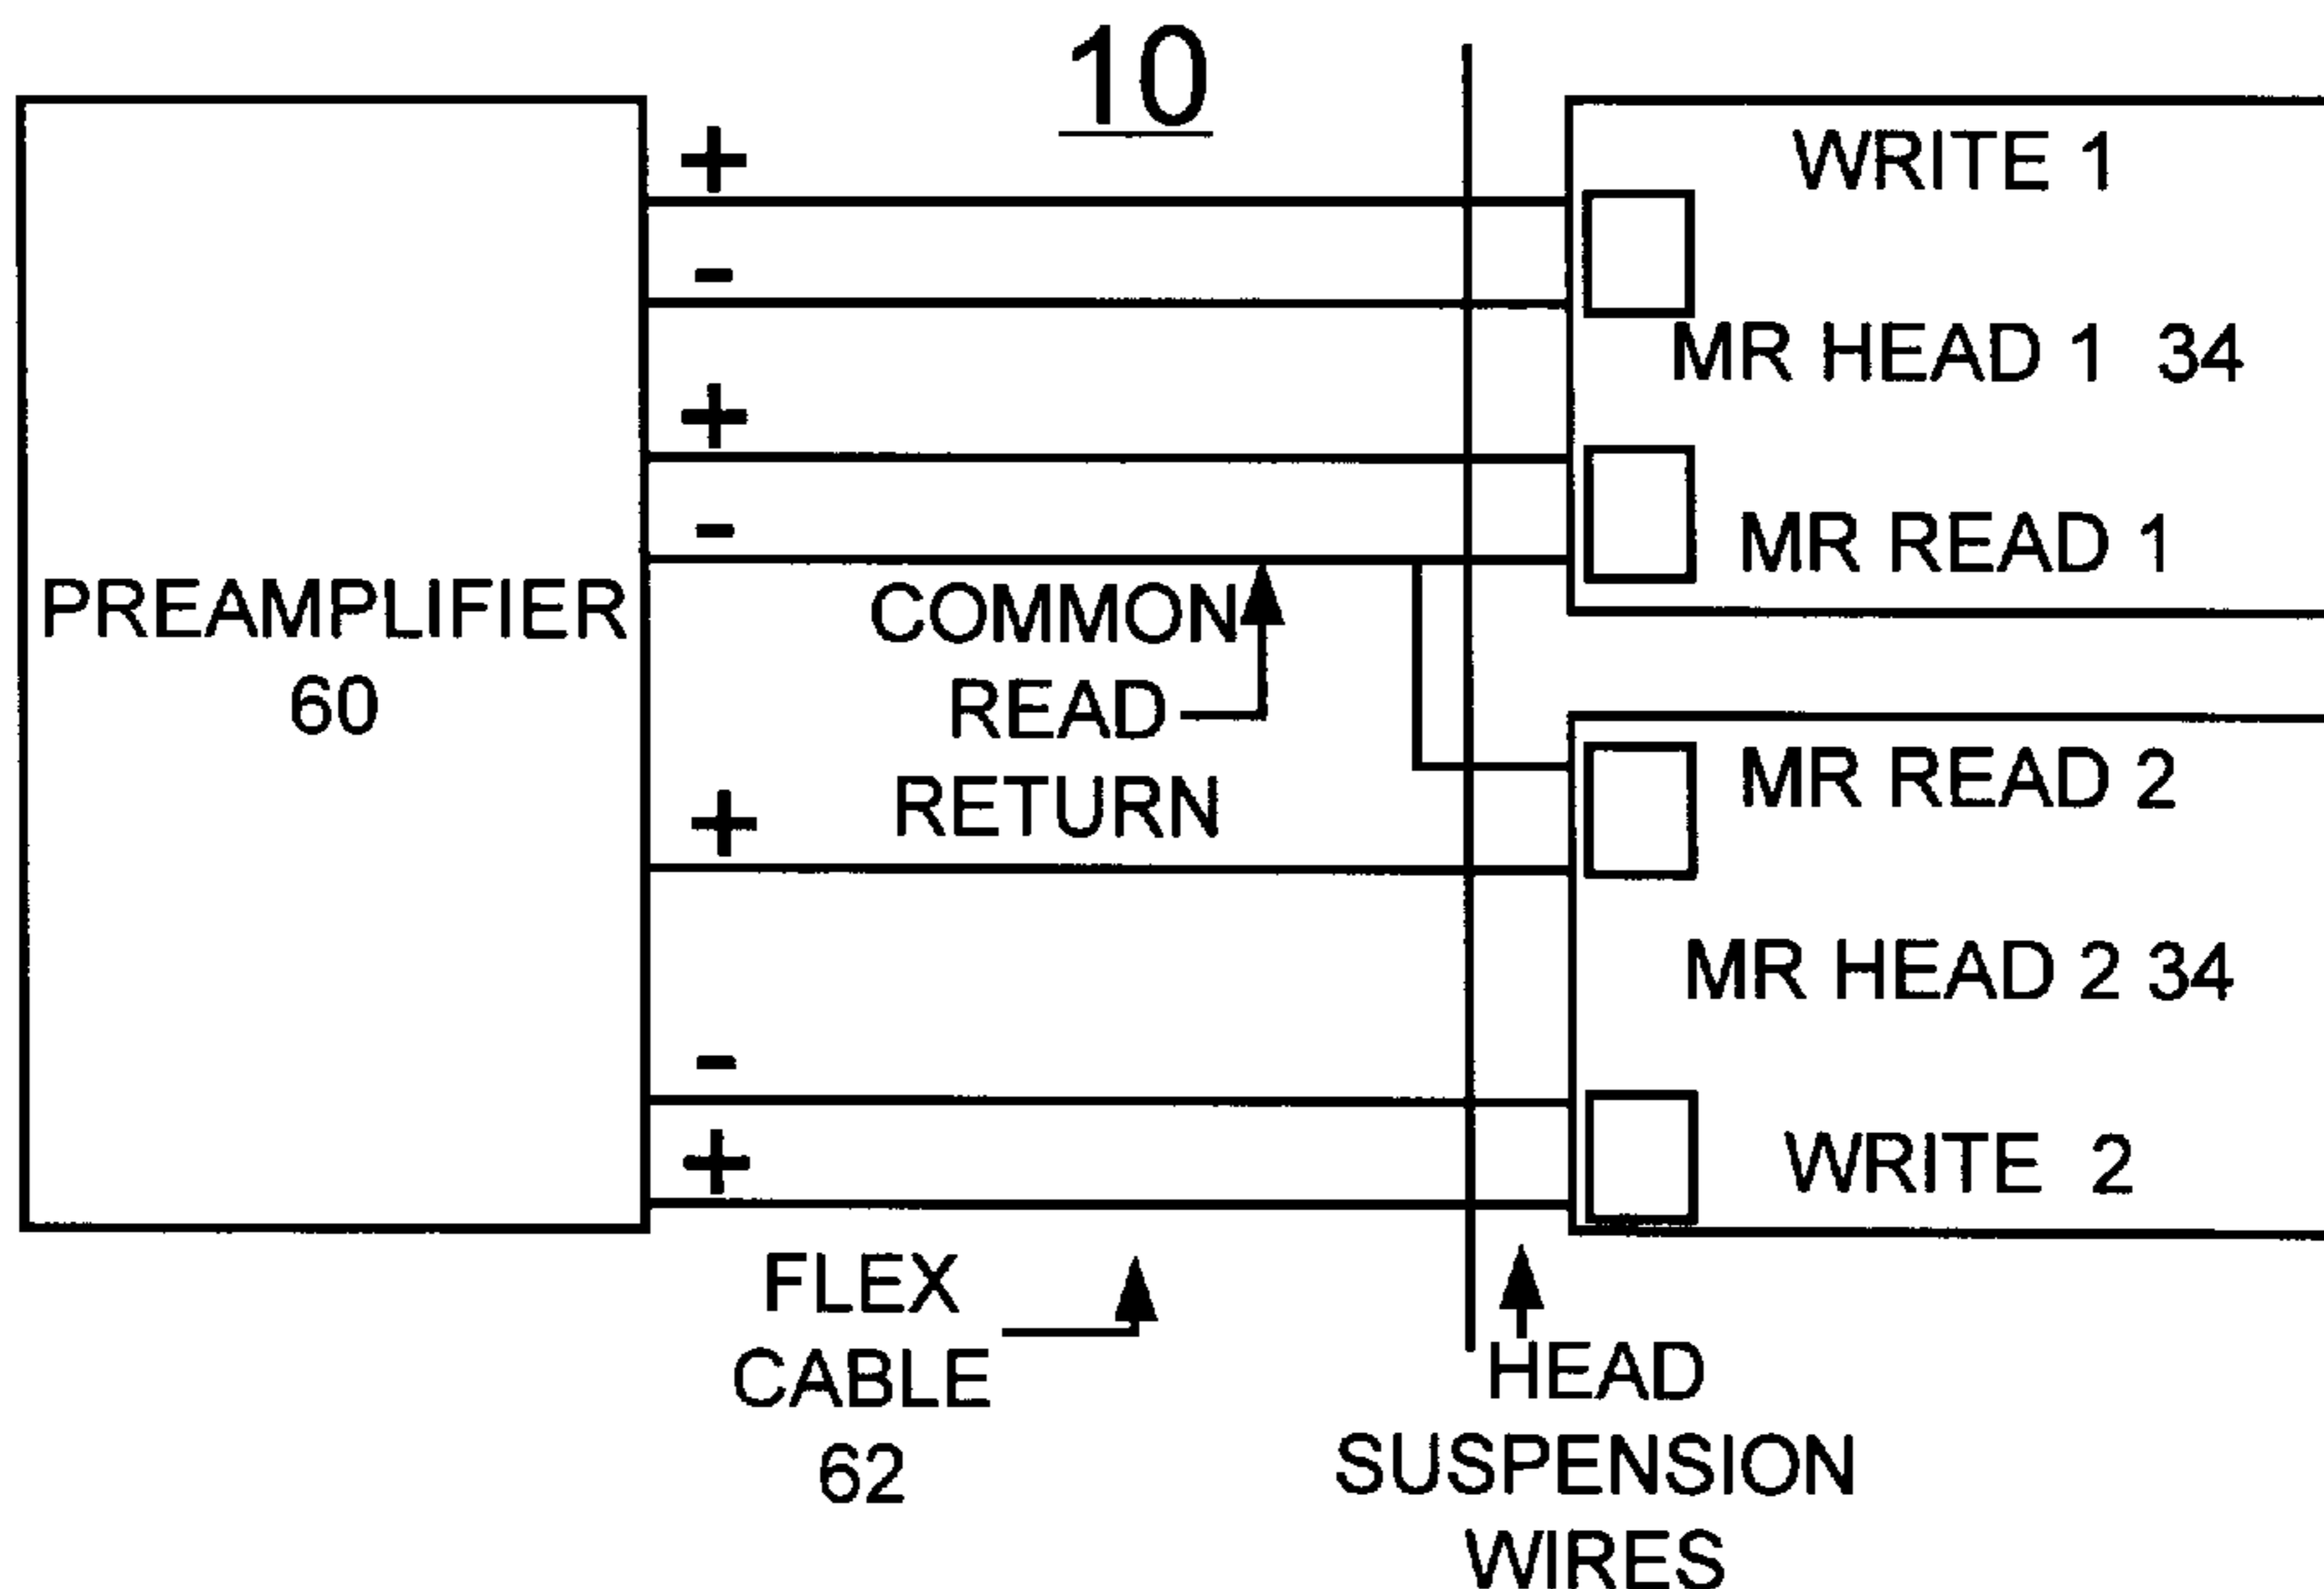 10
+
WRITE 1
-
MR HEAD 1 34
+
-
MR READ 1
PREAMPLIFIER
60
COMMON
READ
RETURN
MR READ 2
+
MR HEAD 2 34
-
+
WRITE 2
FLEX
CABLE
62
HEAD
SUSPENSION
WIRES